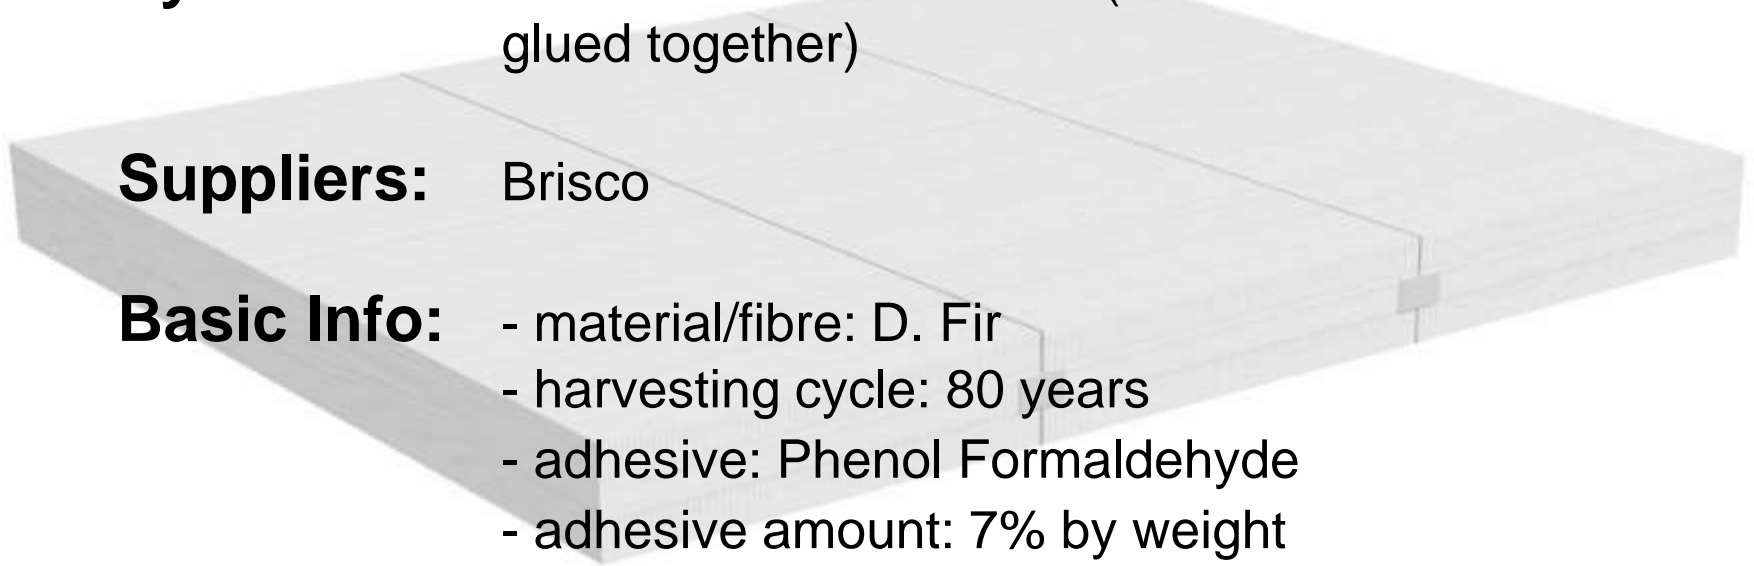 glued together)
Suppliers: Brisco
Basic Info: - material/fibre: D. Fir
- harvesting cycle: 80 years
- adhesive: Phenol Formaldehyde
- adhesive amount: 7% by weight